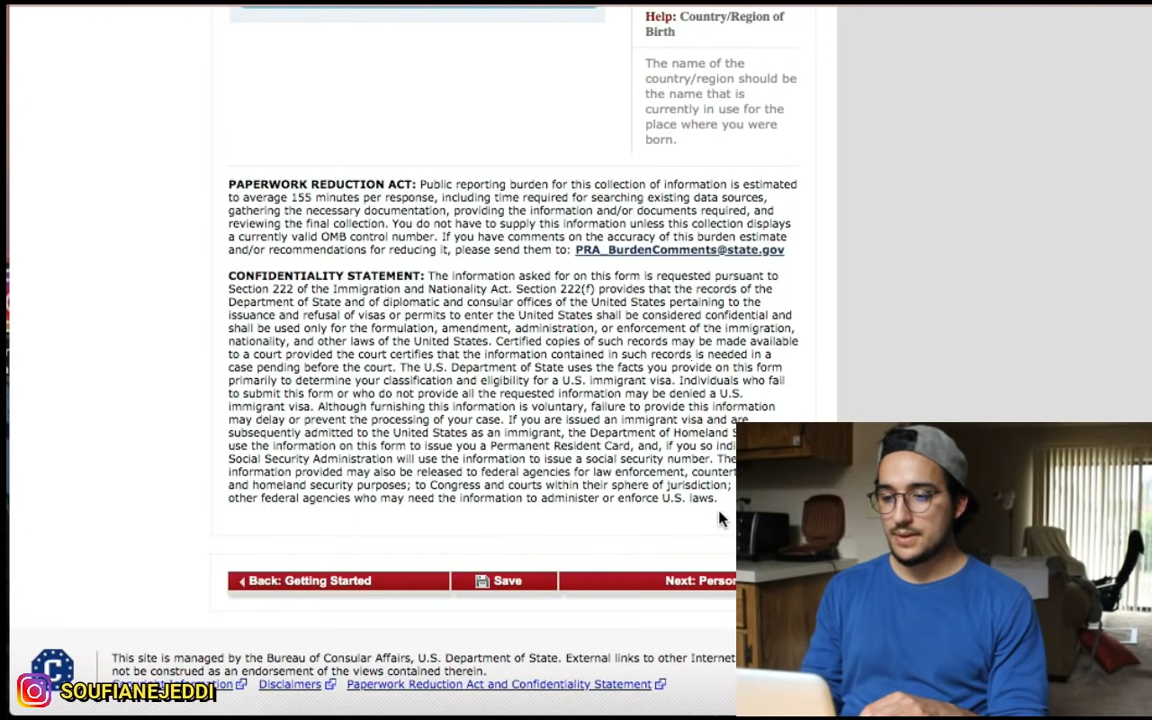 Help: Country/Region of
Birth
The name of the
country/region should be
the name that is
currently in use for the
place where you were
born.
PAPERWORK REDUCTION ACT: Public reporting burden for this collection of information is estimated
to average 155 minutes per response, including time required for searching existing data sources,
gathering the necessary documentation, providing the information and/or documents required, and
reviewing the final collection. You do not have to supply this information unless this collection displays
a currently valid OMB control number. If you have comments on the accuracy of this burden estimate
and/or recommendations for reducing it, please send them to: PRA_BurdenComments@state.gov
CONFIDENTIALITY STATEMENT: The information asked for on this form is requested pursuant to
Section 222 of the Immigration and Nationality Act. Section 222(f) provides that the records of the
Department of State and of diplomatic and consular offices of the United States pertaining to the
issuance and refusal of visas or permits to enter the United States shall be considered confidential and
shall be used only for the formulation, amendment, administration, or enforcement of the immigration,
nationality, and other laws of the United States. Certified copies of such records may be made available
to a court provided the court certifies that the information contained in such records is needed in a
case pending before the court. The U.S. Department of State uses the facts you provide on this form
primarily to determine your classification and eligibility for a U.S. immigrant visa. Individuals who fail
to submit this form or who do not provide all the requested information may be denied a U.S.
immigrant visa. Although furnishing this information is voluntary, failure to provide this information
may delay or prevent the processing of your case. If you are issued an immigrant visa and are
subsequently admitted to the United States as an immigrant, the Department of Homeland S
use the information on this form to issue you a Permanent Resident Card, and, if you so indi
Social Security Administration will use the information to issue a social security number. The
information provided may also be released to federal agencies for law enforcement, countert
and homeland security purposes; to Congress and courts within their sphere of jurisdiction;
other federal agencies who may need the information to administer or enforce U.S. laws.
Back: Getting Started
Save
Next: Person
This site is managed by the Bureau of Consular Affairs, U.S. Department of State. External links to other Internet
not be construed as an endorsement of the views contained therein.
Disclaimers
Paperwork Reduction Act and Confidentiality Statement
SOUFIANEJEDDI